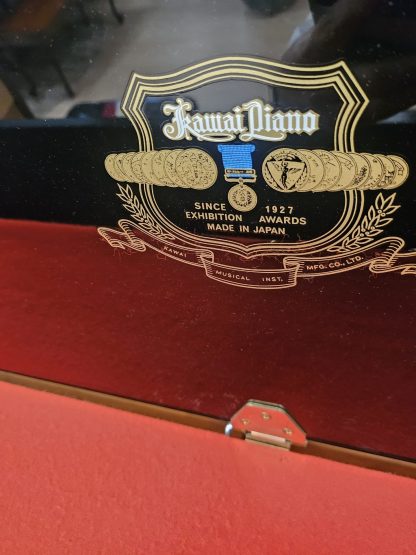 Kawai Piano
SINCE 1927
EXHIBITION AWARDS
MADE IN JAPAN
KAWAI MUSICAL INST. MFG. CO., LTD.